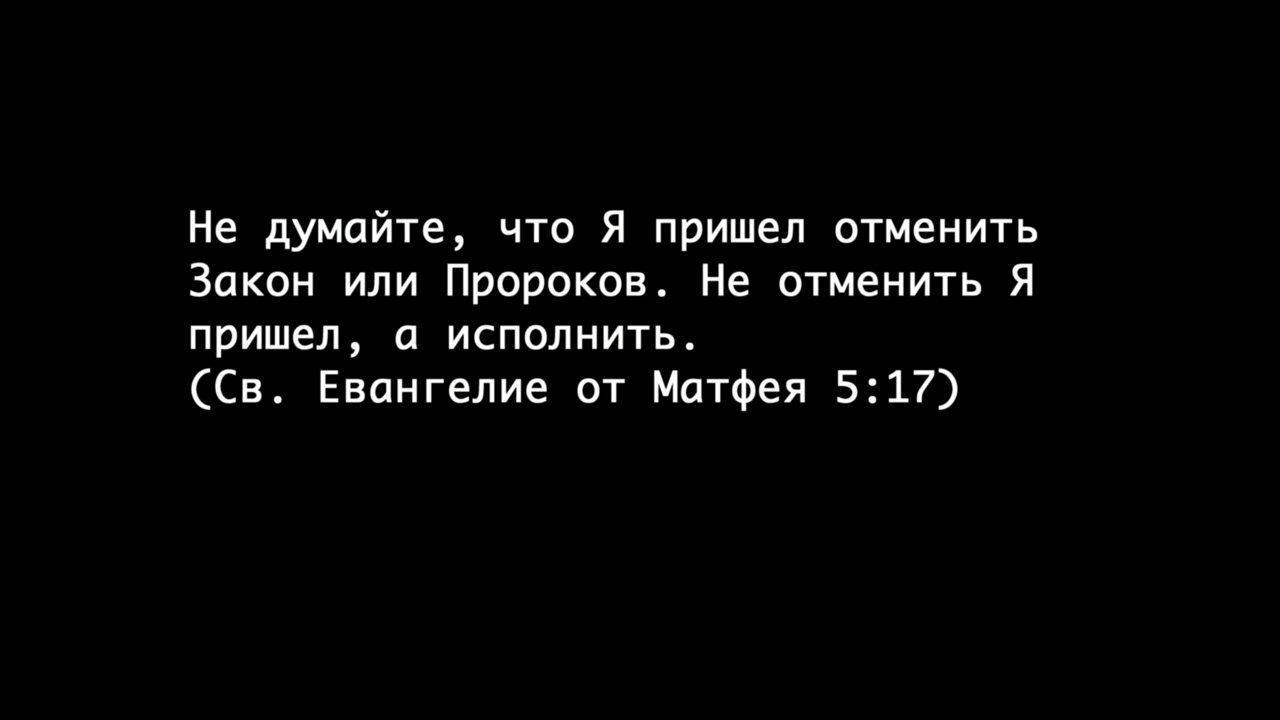 Не думайте, что Я пришел отменить
Закон или Пророков. Не отменить Я
пришел, а исполнить.
(Св. Евангелие от Матфея 5:17)